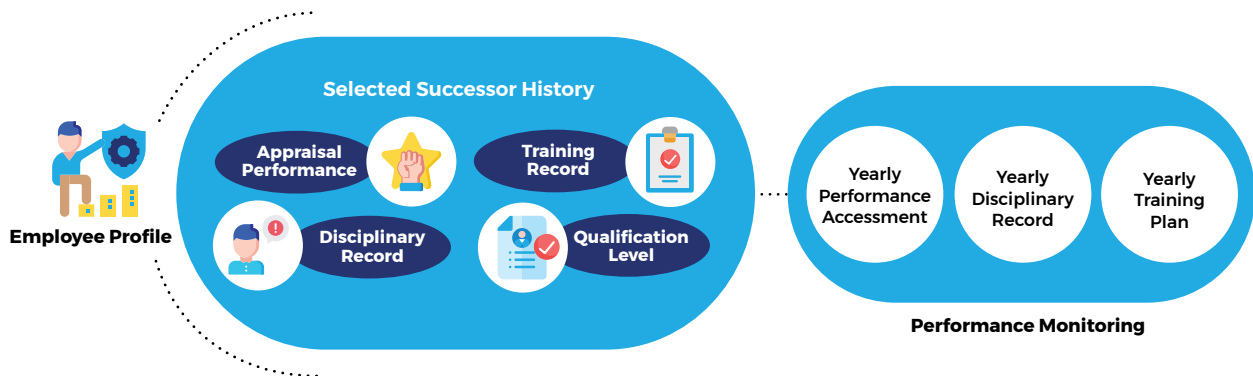 Selected Successor History
Appraisal
Performance
Training
Record
Disciplinary
Record
Qualification
Level
Employee Profile
Yearly
Performance
Assessment
Yearly
Disciplinary
Record
Yearly
Training
Plan
Performance Monitoring